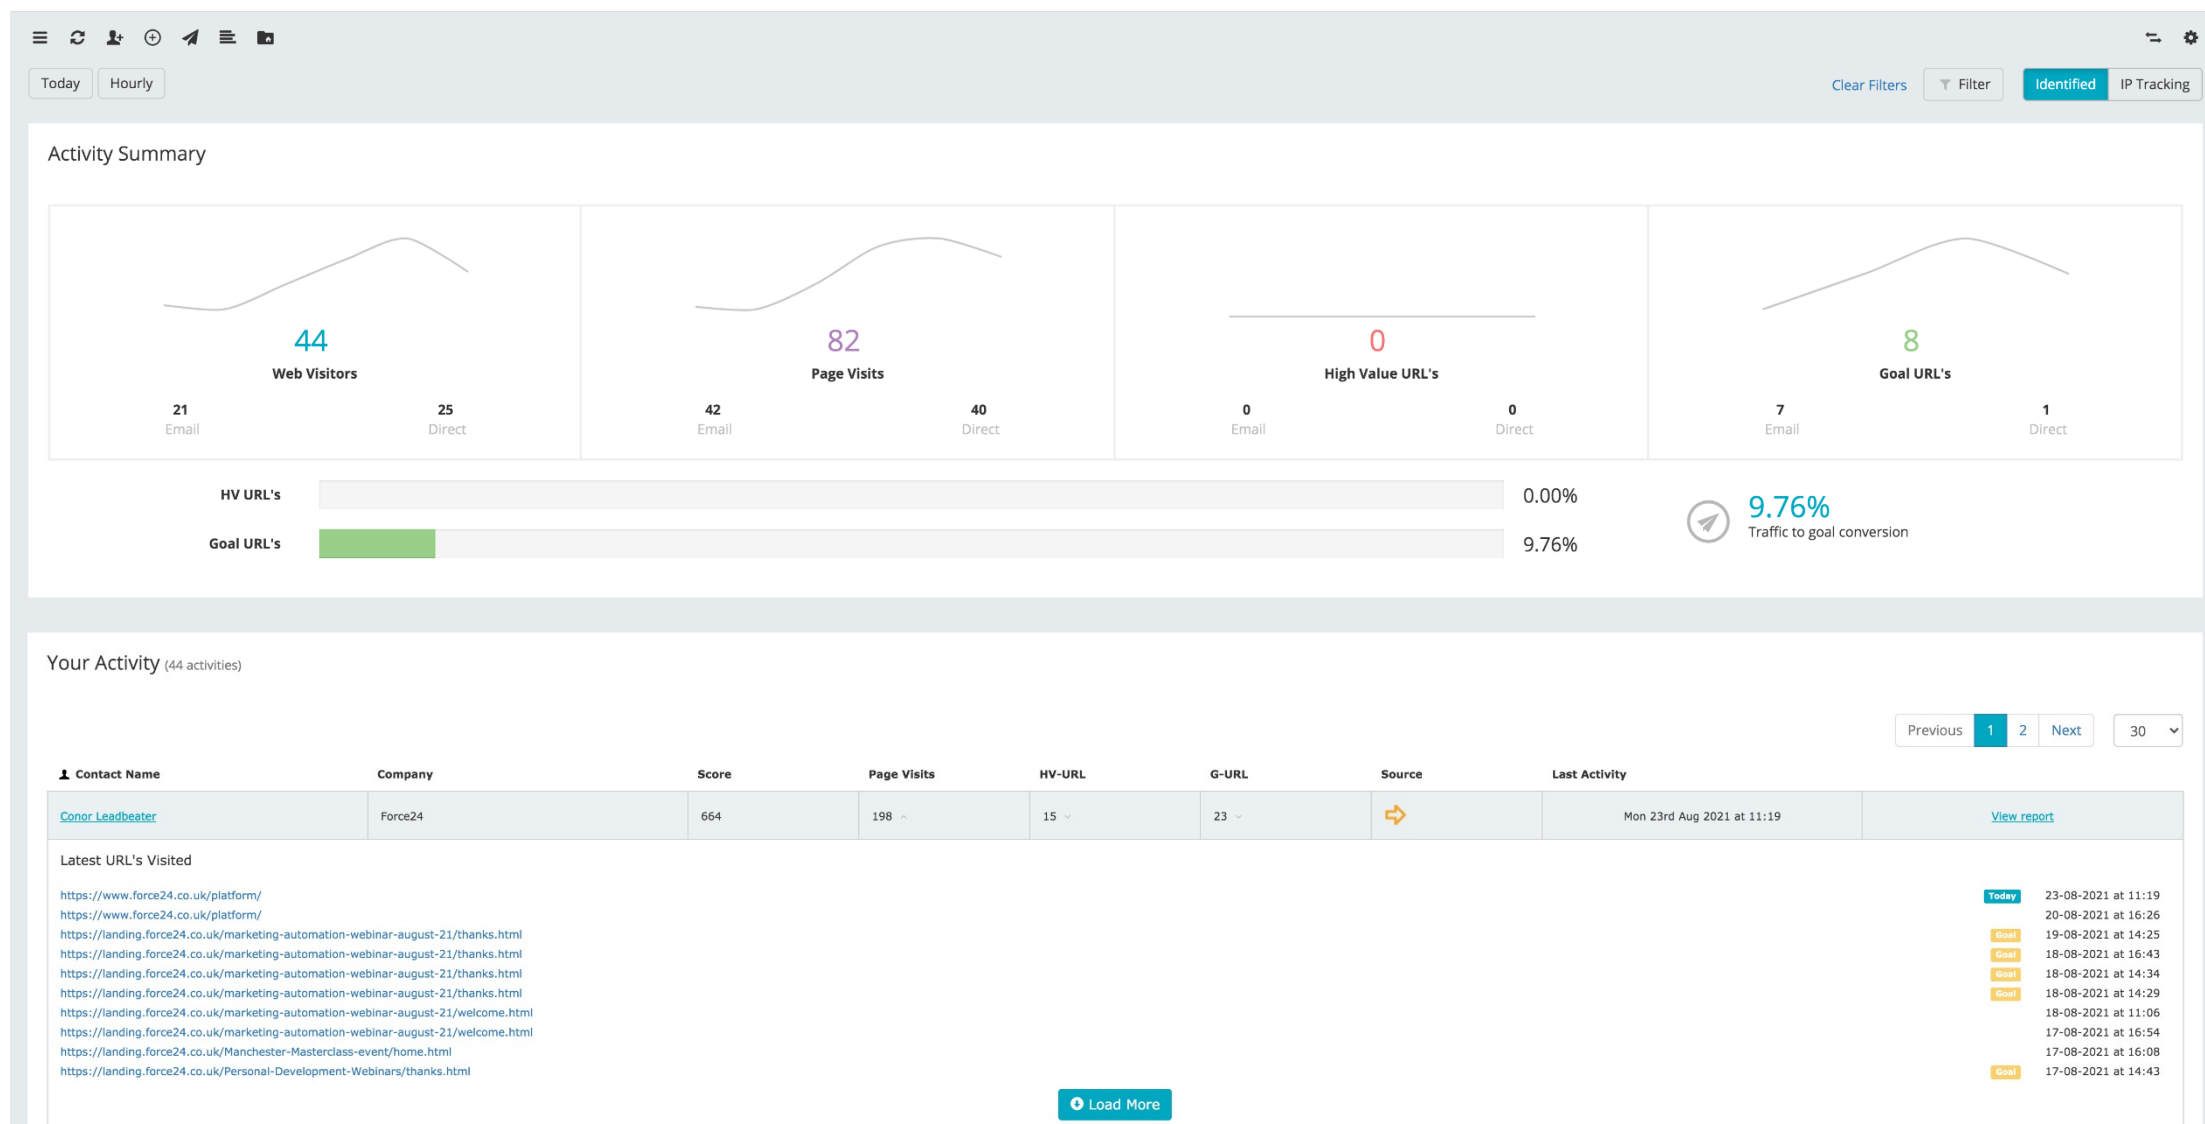 Today Hourly Clear Filters Filter Identified IP Tracking
Activity Summary
44 82 0 8
Web Visitors Page Visits High Value URL's Goal URL's
21 25 42 40 0 0 7 1
Email Direct Email Direct Email Direct Email Direct
HV URL's 0.00%
9.76%
Traffic to goal conversion
Goal URL's 9.76%
Your Activity (44 activities)
Previous 1 2 Next 30
Contact Name Company Score Page Visits HV-URL G-URL Source Last Activity
Conor Leadbeater Force24 664 198 15 23 Mon 23rd Aug 2021 at 11:19 View report
Latest URL's Visited
https://www.force24.co.uk/platform/ Today 23-08-2021 at 11:19
https://www.force24.co.uk/platform/ 20-08-2021 at 16:26
https://landing.force24.co.uk/marketing-automation-webinar-august-21/thanks.html Goal 19-08-2021 at 14:25
https://landing.force24.co.uk/marketing-automation-webinar-august-21/thanks.html Goal 18-08-2021 at 16:43
https://landing.force24.co.uk/marketing-automation-webinar-august-21/thanks.html Goal 18-08-2021 at 14:34
https://landing.force24.co.uk/marketing-automation-webinar-august-21/thanks.html Goal 18-08-2021 at 14:29
https://landing.force24.co.uk/marketing-automation-webinar-august-21/welcome.html 18-08-2021 at 11:06
https://landing.force24.co.uk/marketing-automation-webinar-august-21/welcome.html 17-08-2021 at 16:54
https://landing.force24.co.uk/Manchester-Masterclass-event/home.html 17-08-2021 at 16:08
https://landing.force24.co.uk/Personal-Development-Webinars/thanks.html Goal 17-08-2021 at 14:43
Load More